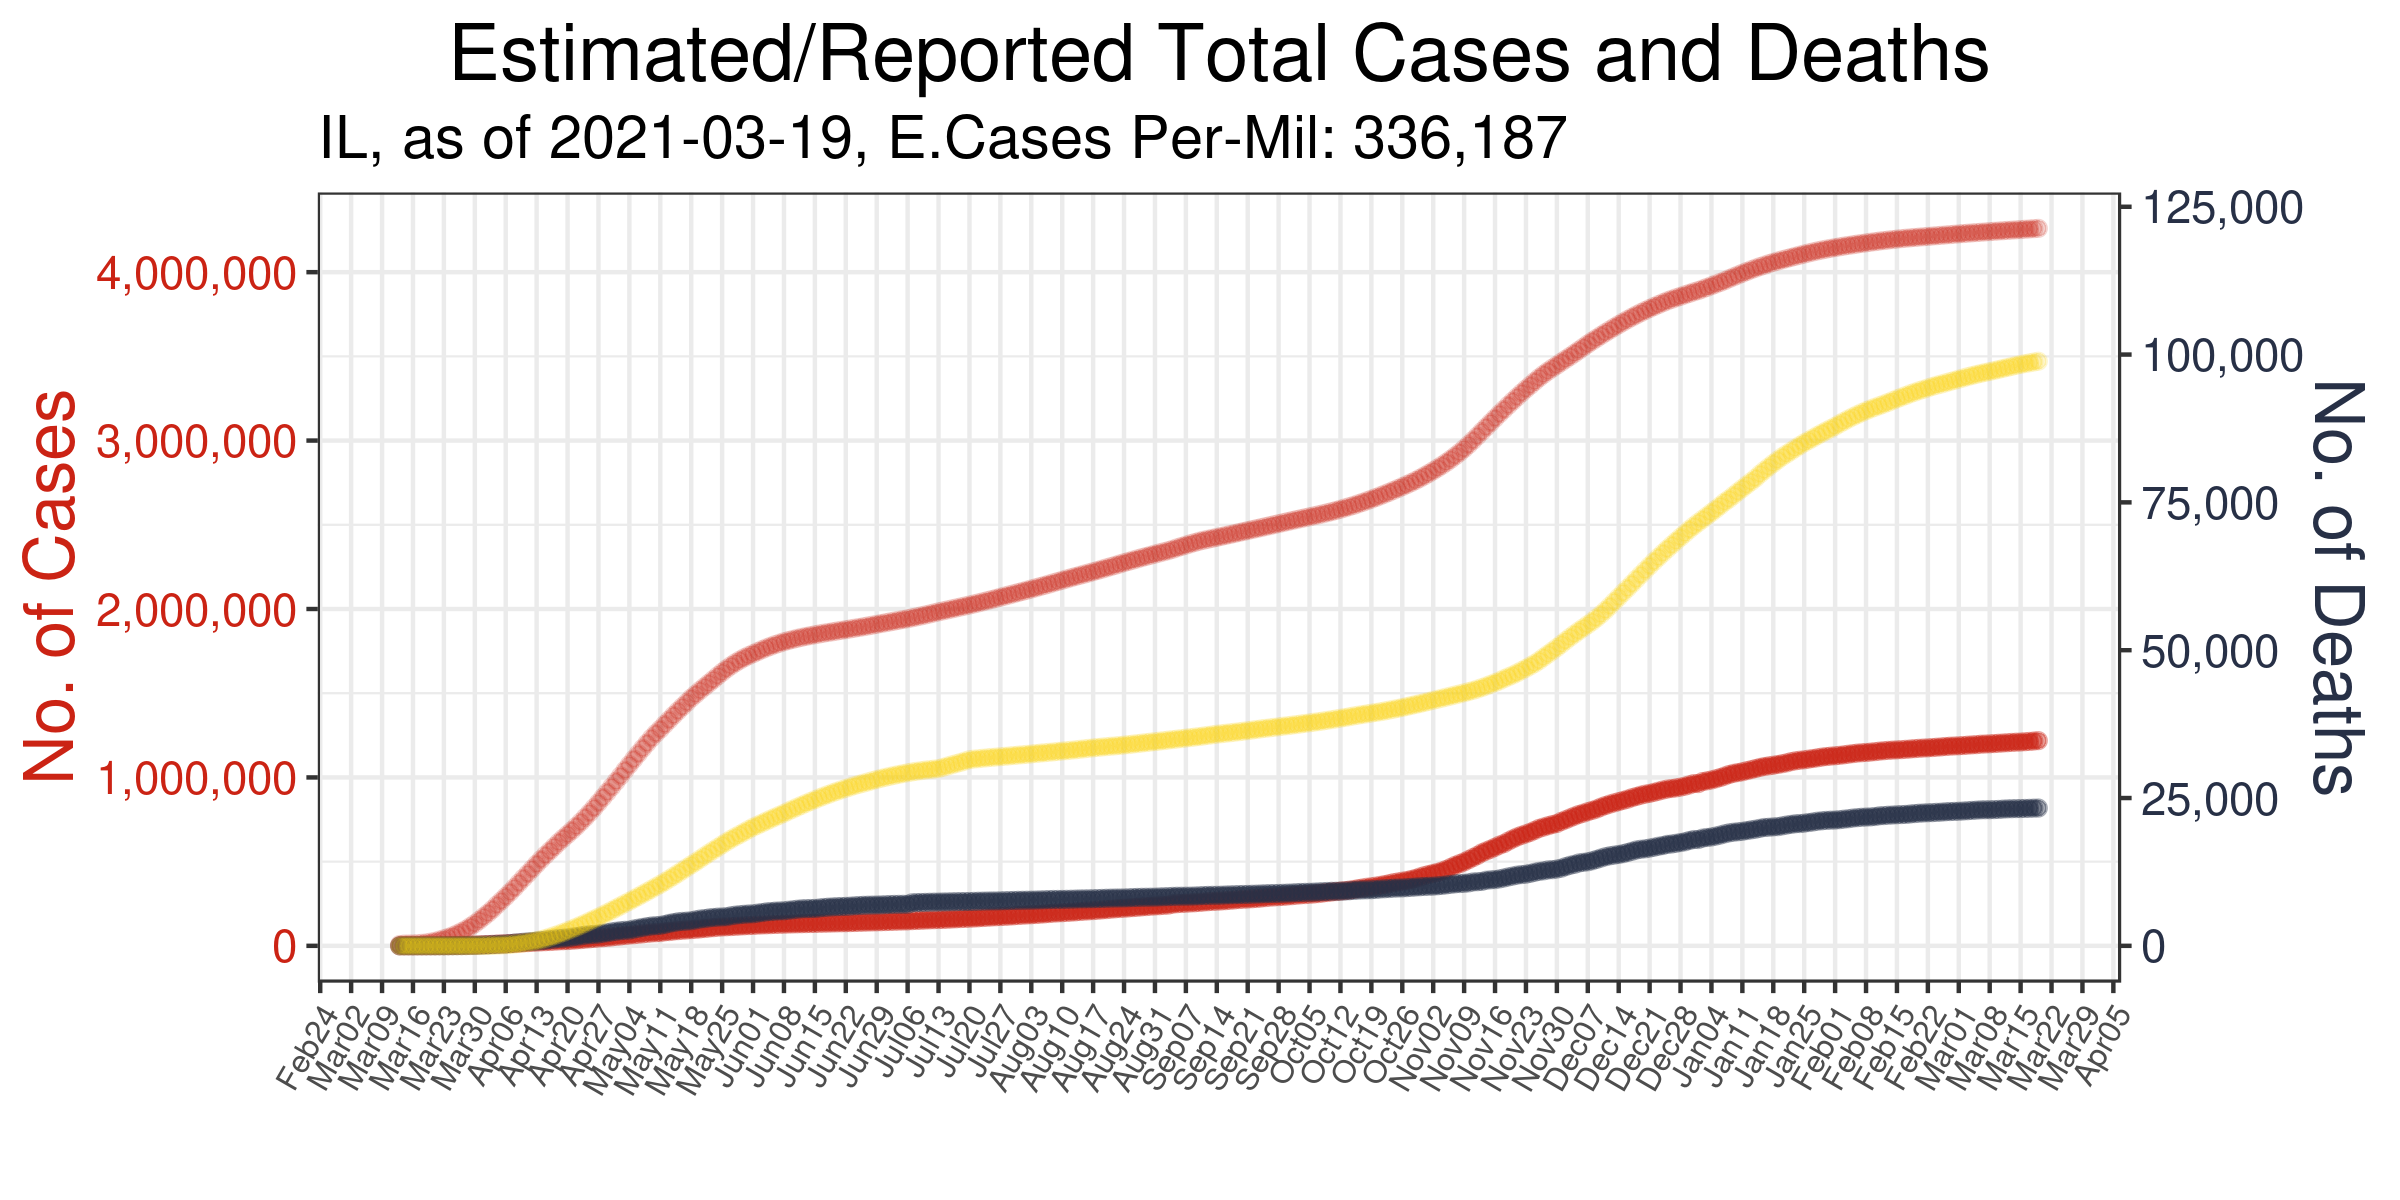 Estimated/Reported Total Cases and Deaths
IL, as of 2021-03-19, E.Cases Per-Mil: 336,187
No. of Cases
4,000,000
3,000,000
2,000,000
1,000,000
0
125,000
100,000
75,000
50,000
25,000
0
No. of Deaths
Feb24
Mar02
Mar09
Mar16
Mar23
Mar30
Apr06
Apr13
Apr20
Apr27
May04
May11
May18
May25
Jun01
Jun08
Jun15
Jun22
Jun29
Jul06
Jul13
Jul20
Jul27
Aug03
Aug10
Aug17
Aug24
Aug31
Sep07
Sep14
Sep21
Sep28
Oct05
Oct12
Oct19
Oct26
Nov02
Nov09
Nov16
Nov23
Nov30
Dec07
Dec14
Dec21
Dec28
Jan04
Jan11
Jan18
Jan25
Feb01
Feb08
Feb15
Feb22
Mar01
Mar08
Mar15
Mar22
Mar29
Apr05